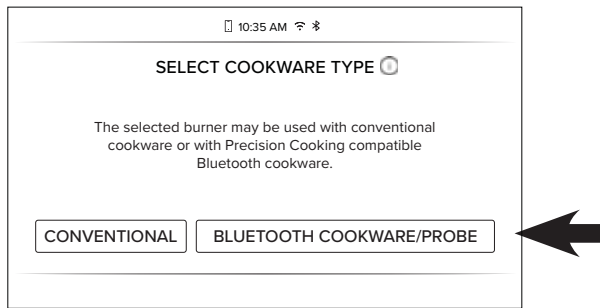 10:35 AM
SELECT COOKWARE TYPE
The selected burner may be used with conventional
cookware or with Precision Cooking compatible
Bluetooth cookware.
CONVENTIONAL
BLUETOOTH COOKWARE/PROBE